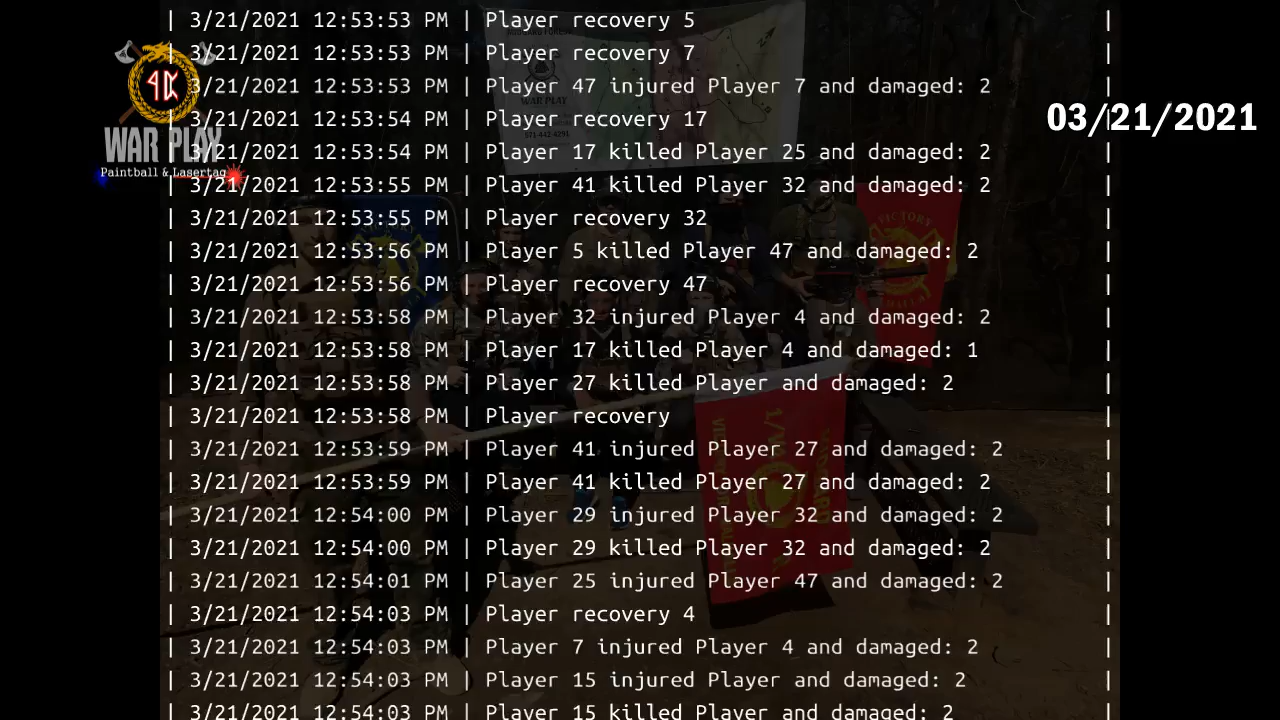 | 3/21/2021 12:53:53 PM | Player recovery 5 |
| 3/21/2021 12:53:53 PM | Player recovery 7 |
| 3/21/2021 12:53:53 PM | Player 47 injured Player 7 and damaged: 2 |
| 3/21/2021 12:53:54 PM | Player recovery 17 |
| 3/21/2021 12:53:54 PM | Player 17 killed Player 25 and damaged: 2 |
| 3/21/2021 12:53:55 PM | Player 41 killed Player 32 and damaged: 2 |
| 3/21/2021 12:53:55 PM | Player recovery 32 |
| 3/21/2021 12:53:56 PM | Player 5 killed Player 47 and damaged: 2 |
| 3/21/2021 12:53:56 PM | Player recovery 47 |
| 3/21/2021 12:53:58 PM | Player 32 injured Player 4 and damaged: 2 |
| 3/21/2021 12:53:58 PM | Player 17 killed Player 4 and damaged: 1 |
| 3/21/2021 12:53:58 PM | Player 27 killed Player and damaged: 2 |
| 3/21/2021 12:53:58 PM | Player recovery |
| 3/21/2021 12:53:59 PM | Player 41 injured Player 27 and damaged: 2 |
| 3/21/2021 12:53:59 PM | Player 41 killed Player 27 and damaged: 2 |
| 3/21/2021 12:54:00 PM | Player 29 injured Player 32 and damaged: 2 |
| 3/21/2021 12:54:00 PM | Player 29 killed Player 32 and damaged: 2 |
| 3/21/2021 12:54:01 PM | Player 25 injured Player 47 and damaged: 2 |
| 3/21/2021 12:54:03 PM | Player recovery 4 |
| 3/21/2021 12:54:03 PM | Player 7 injured Player 4 and damaged: 2 |
| 3/21/2021 12:54:03 PM | Player 15 injured Player and damaged: 2 |
| 3/21/2021 12:54:03 PM | Player 15 killed Player and damaged: 2 |
WAR PLAY
Paintball & Lasertag
03/21/2021
WAR PLAY
571-442-4291
VICTORY
VICTORY